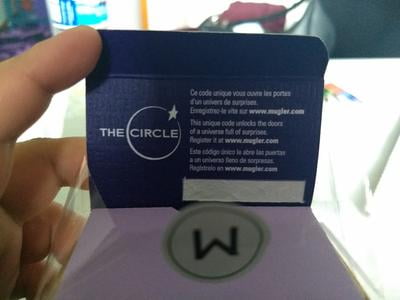 THE CIRCLE
Ce code unique vous ouvre les portes
d'un univers de surprises.
Enregistrez-le vite sur www.mugler.com
This unique code unlocks the doors
of a universe full of surprises.
Register it at www.mugler.com
Este código único le abre las puertas
a un universo lleno de sorpresas.
Regístrelo en www.mugler.com
M